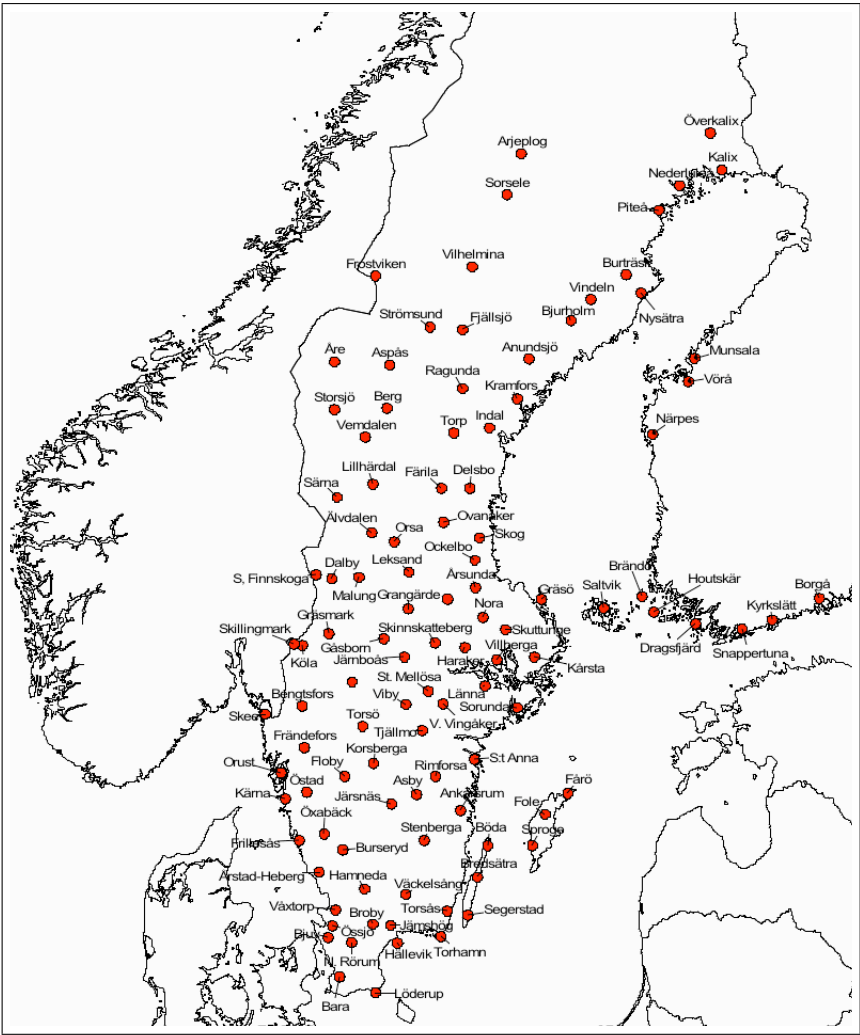 Överkalix
Arjeplog
Kalix
Nederluleå
Sorsele
Piteå
Vilhelmina
Frostviken
Burträsk
Vindeln
Strömsund
Fjällsjö
Bjurholm
Nysätra
Åre
Aspås
Anundsjö
Munsala
Ragunda
Vörå
Storsjö
Berg
Kramfors
Vemdalen
Torp
Indal
Närpes
Lillhärdal
Färila
Delsbo
Särna
Älvdalen
Orsa
Ovanåker
Skog
Ockelbo
Leksand
S, Finnskoga
Dalby
Malung
Grangärde
Årsunda
Gräsö
Saltvik
Brändö
Houtskär
Borgå
Nora
Kyrkslätt
Gräsmark
Skillingmark
Skinnskatteberg
Skuttunge
Dragsfjärd
Snappertuna
Gåsborn
Köla
Järnboås
Haraker
Villberga
Kårsta
St. Mellösa
Bengtsfors
Viby
Länna
Sorunda
Skee
Torsö
V. Vingåker
Tjällmo
Frändefors
Korsberga
S:t Anna
Orust
Floby
Rimforsa
Östad
Asby
Fårö
Kärna
Järsnäs
Ankarsrum
Fole
Öxabäck
Stenberga
Böda
Sproge
Frillesås
Burseryd
Bredsätra
Årstad-Heberg
Hamneda
Väckelsång
Våxtorp
Broby
Torsås
Segerstad
Bjuv
Össjö
Jämshög
Torhamn
N. Rörum
Hällevik
Bara
Löderup